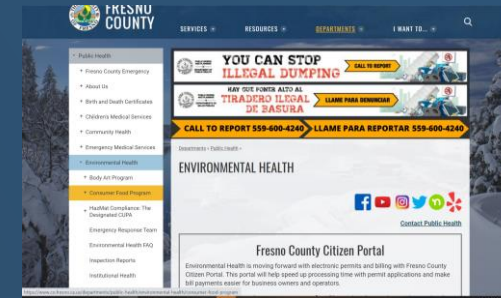 FRESNO
COUNTY
SERVICES
RESOURCES
DEPARTMENTS
I WANT TO...
Public Health
Fresno County Emergency
About Us
Birth and Death Certificates
Children's Medical Services
Community Health
Emergency Medical Services
Environmental Health
Body Art Program
Consumer Food Program
HazMat Compliance: The
Designated CUPA
Emergency Response Team
Environmental Health FAQ
Inspection Reports
Institutional Health
YOU CAN STOP
ILLEGAL DUMPING
CALL TO REPORT
HAY QUE PONER ALTO AL
TIRADERO ILEGAL
DE BASURA
LLAME PARA DENUNCIAR
CALL TO REPORT 559-600-4240
LLAME PARA REPORTAR 559-600-4240
Departments › Public Health ›
ENVIRONMENTAL HEALTH
Contact Public Health
Fresno County Citizen Portal
Environmental Health is moving forward with electronic permits and billing with Fresno County
Citizen Portal. This portal will help speed up processing time with permit applications and make
bill payments easier for business owners and operators.